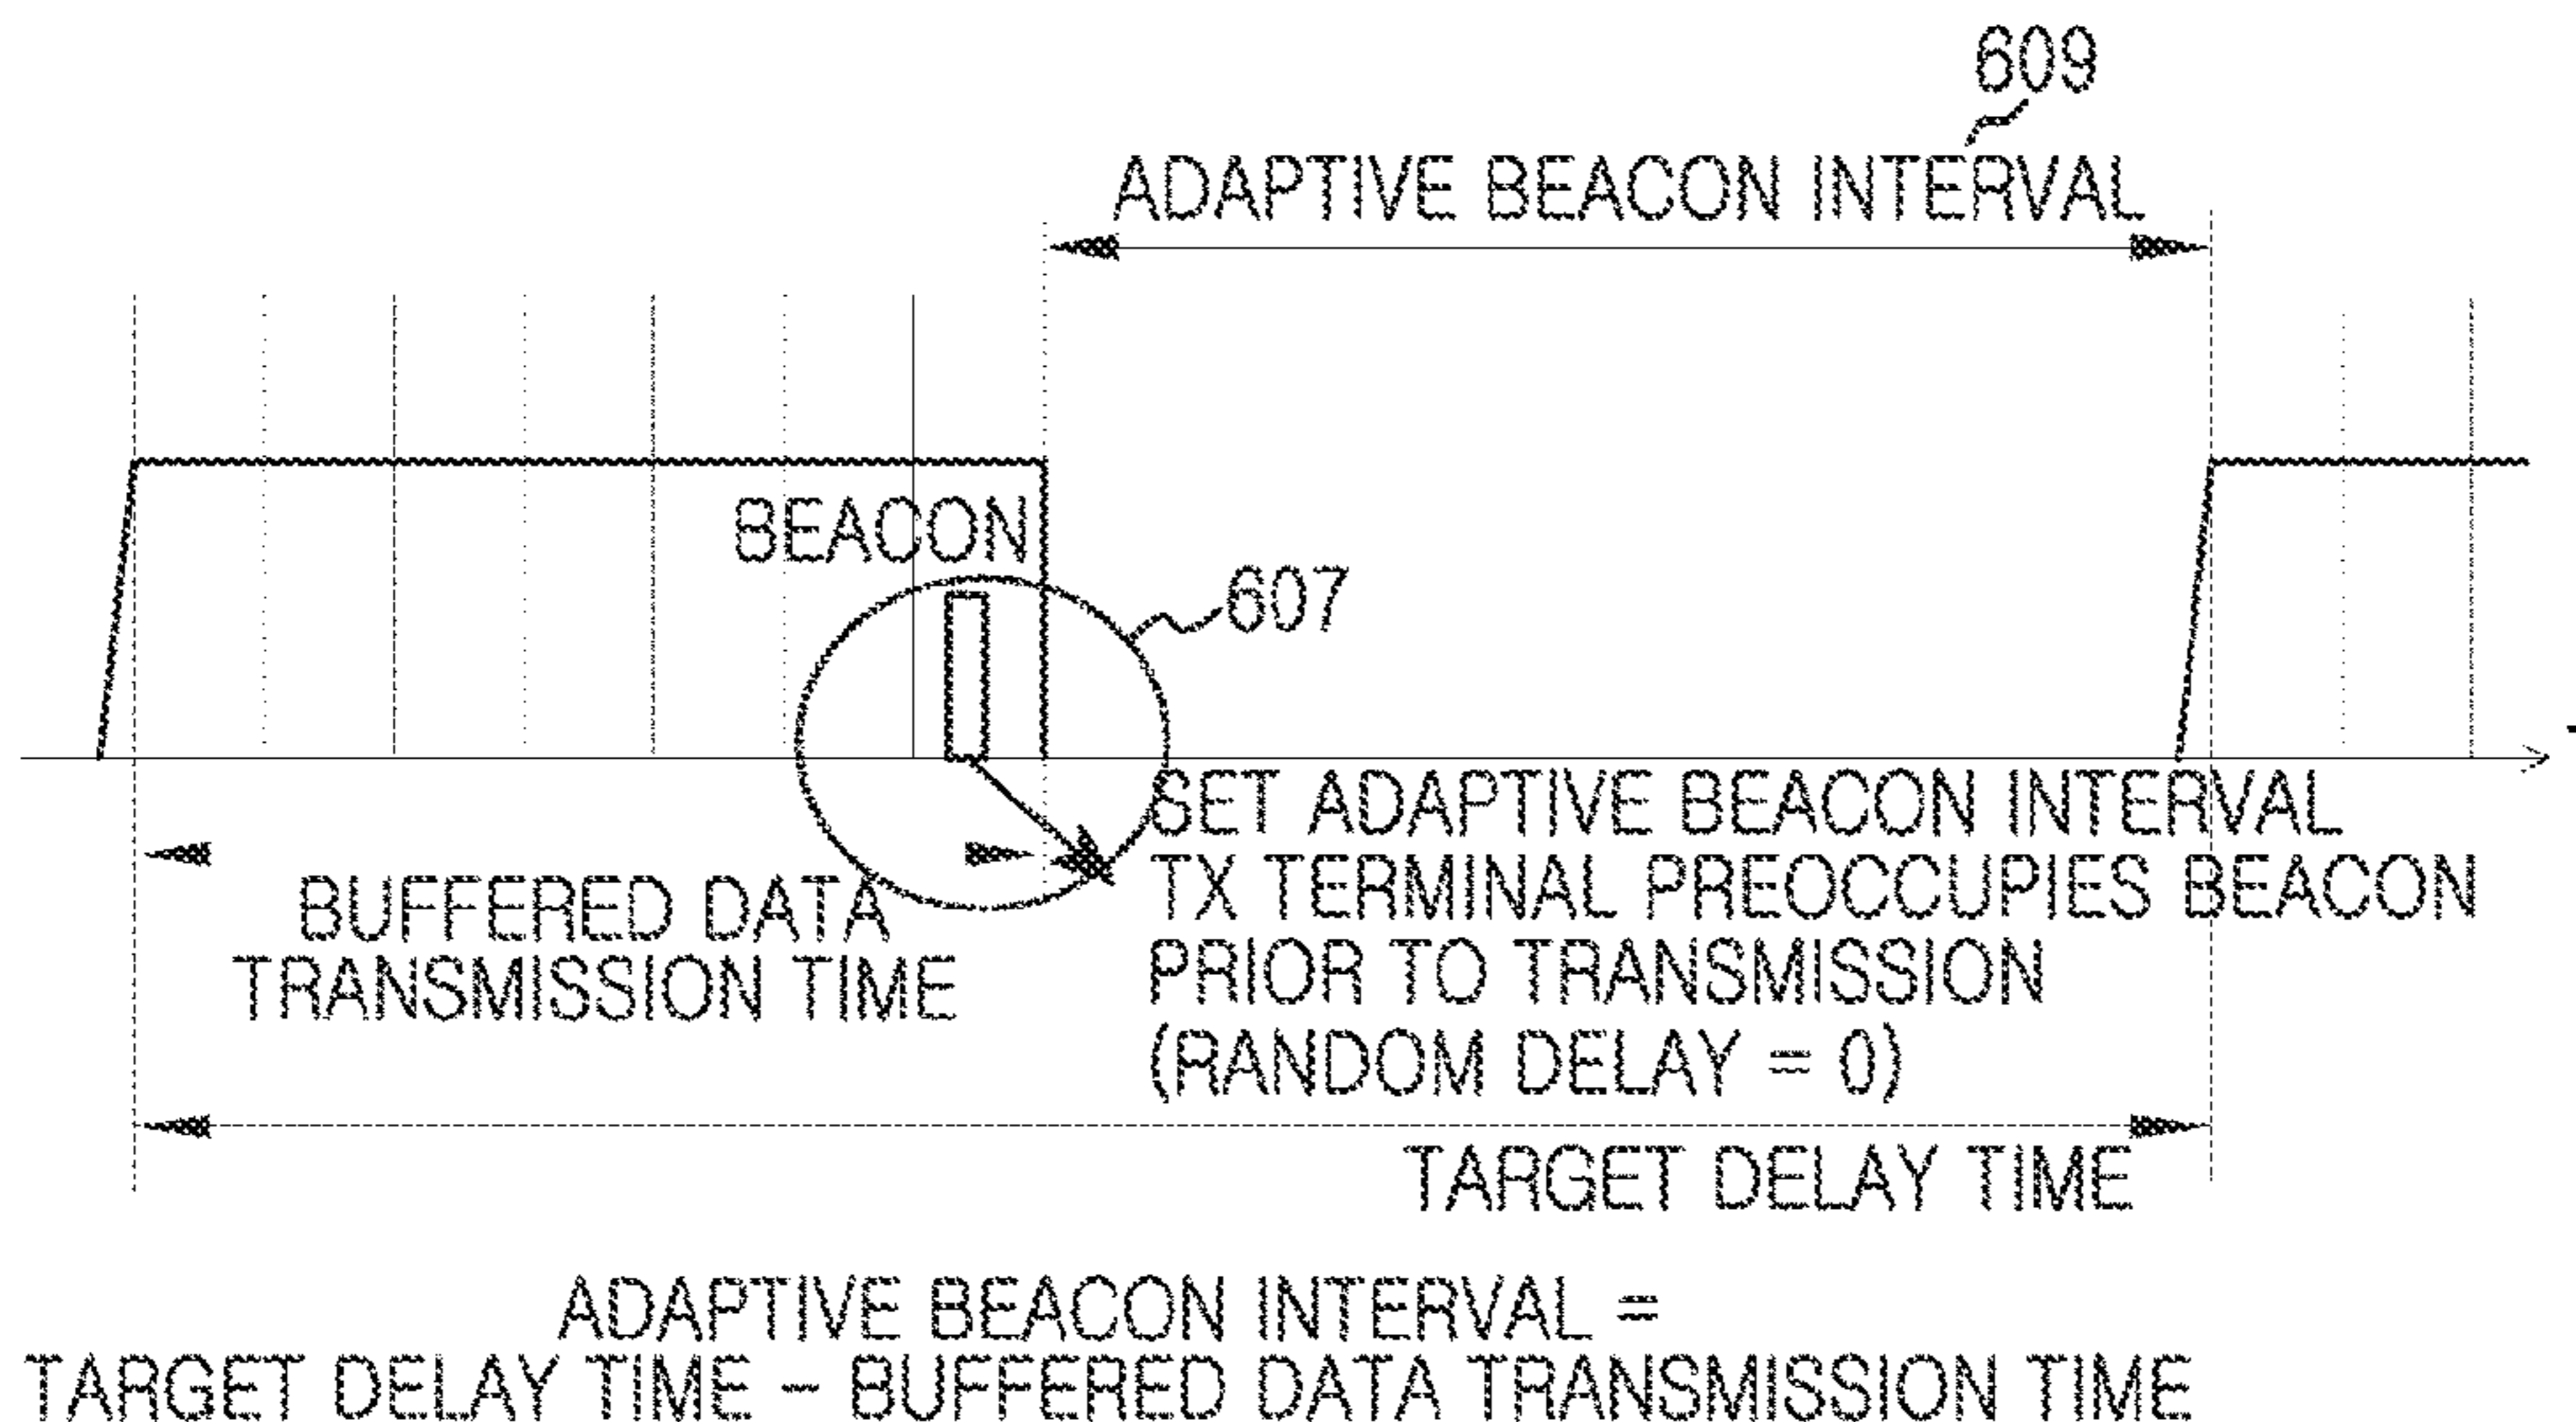 609
ADAPTIVE BEACON INTERVAL
BEACON
607
BUFFERED DATA
TRANSMISSION TIME
SET ADAPTIVE BEACON INTERVAL
TX TERMINAL PREOCCUPIES BEACON
PRIOR TO TRANSMISSION
(RANDOM DELAY = 0)
TARGET DELAY TIME
ADAPTIVE BEACON INTERVAL =
TARGET DELAY TIME - BUFFERED DATA TRANSMISSION TIME